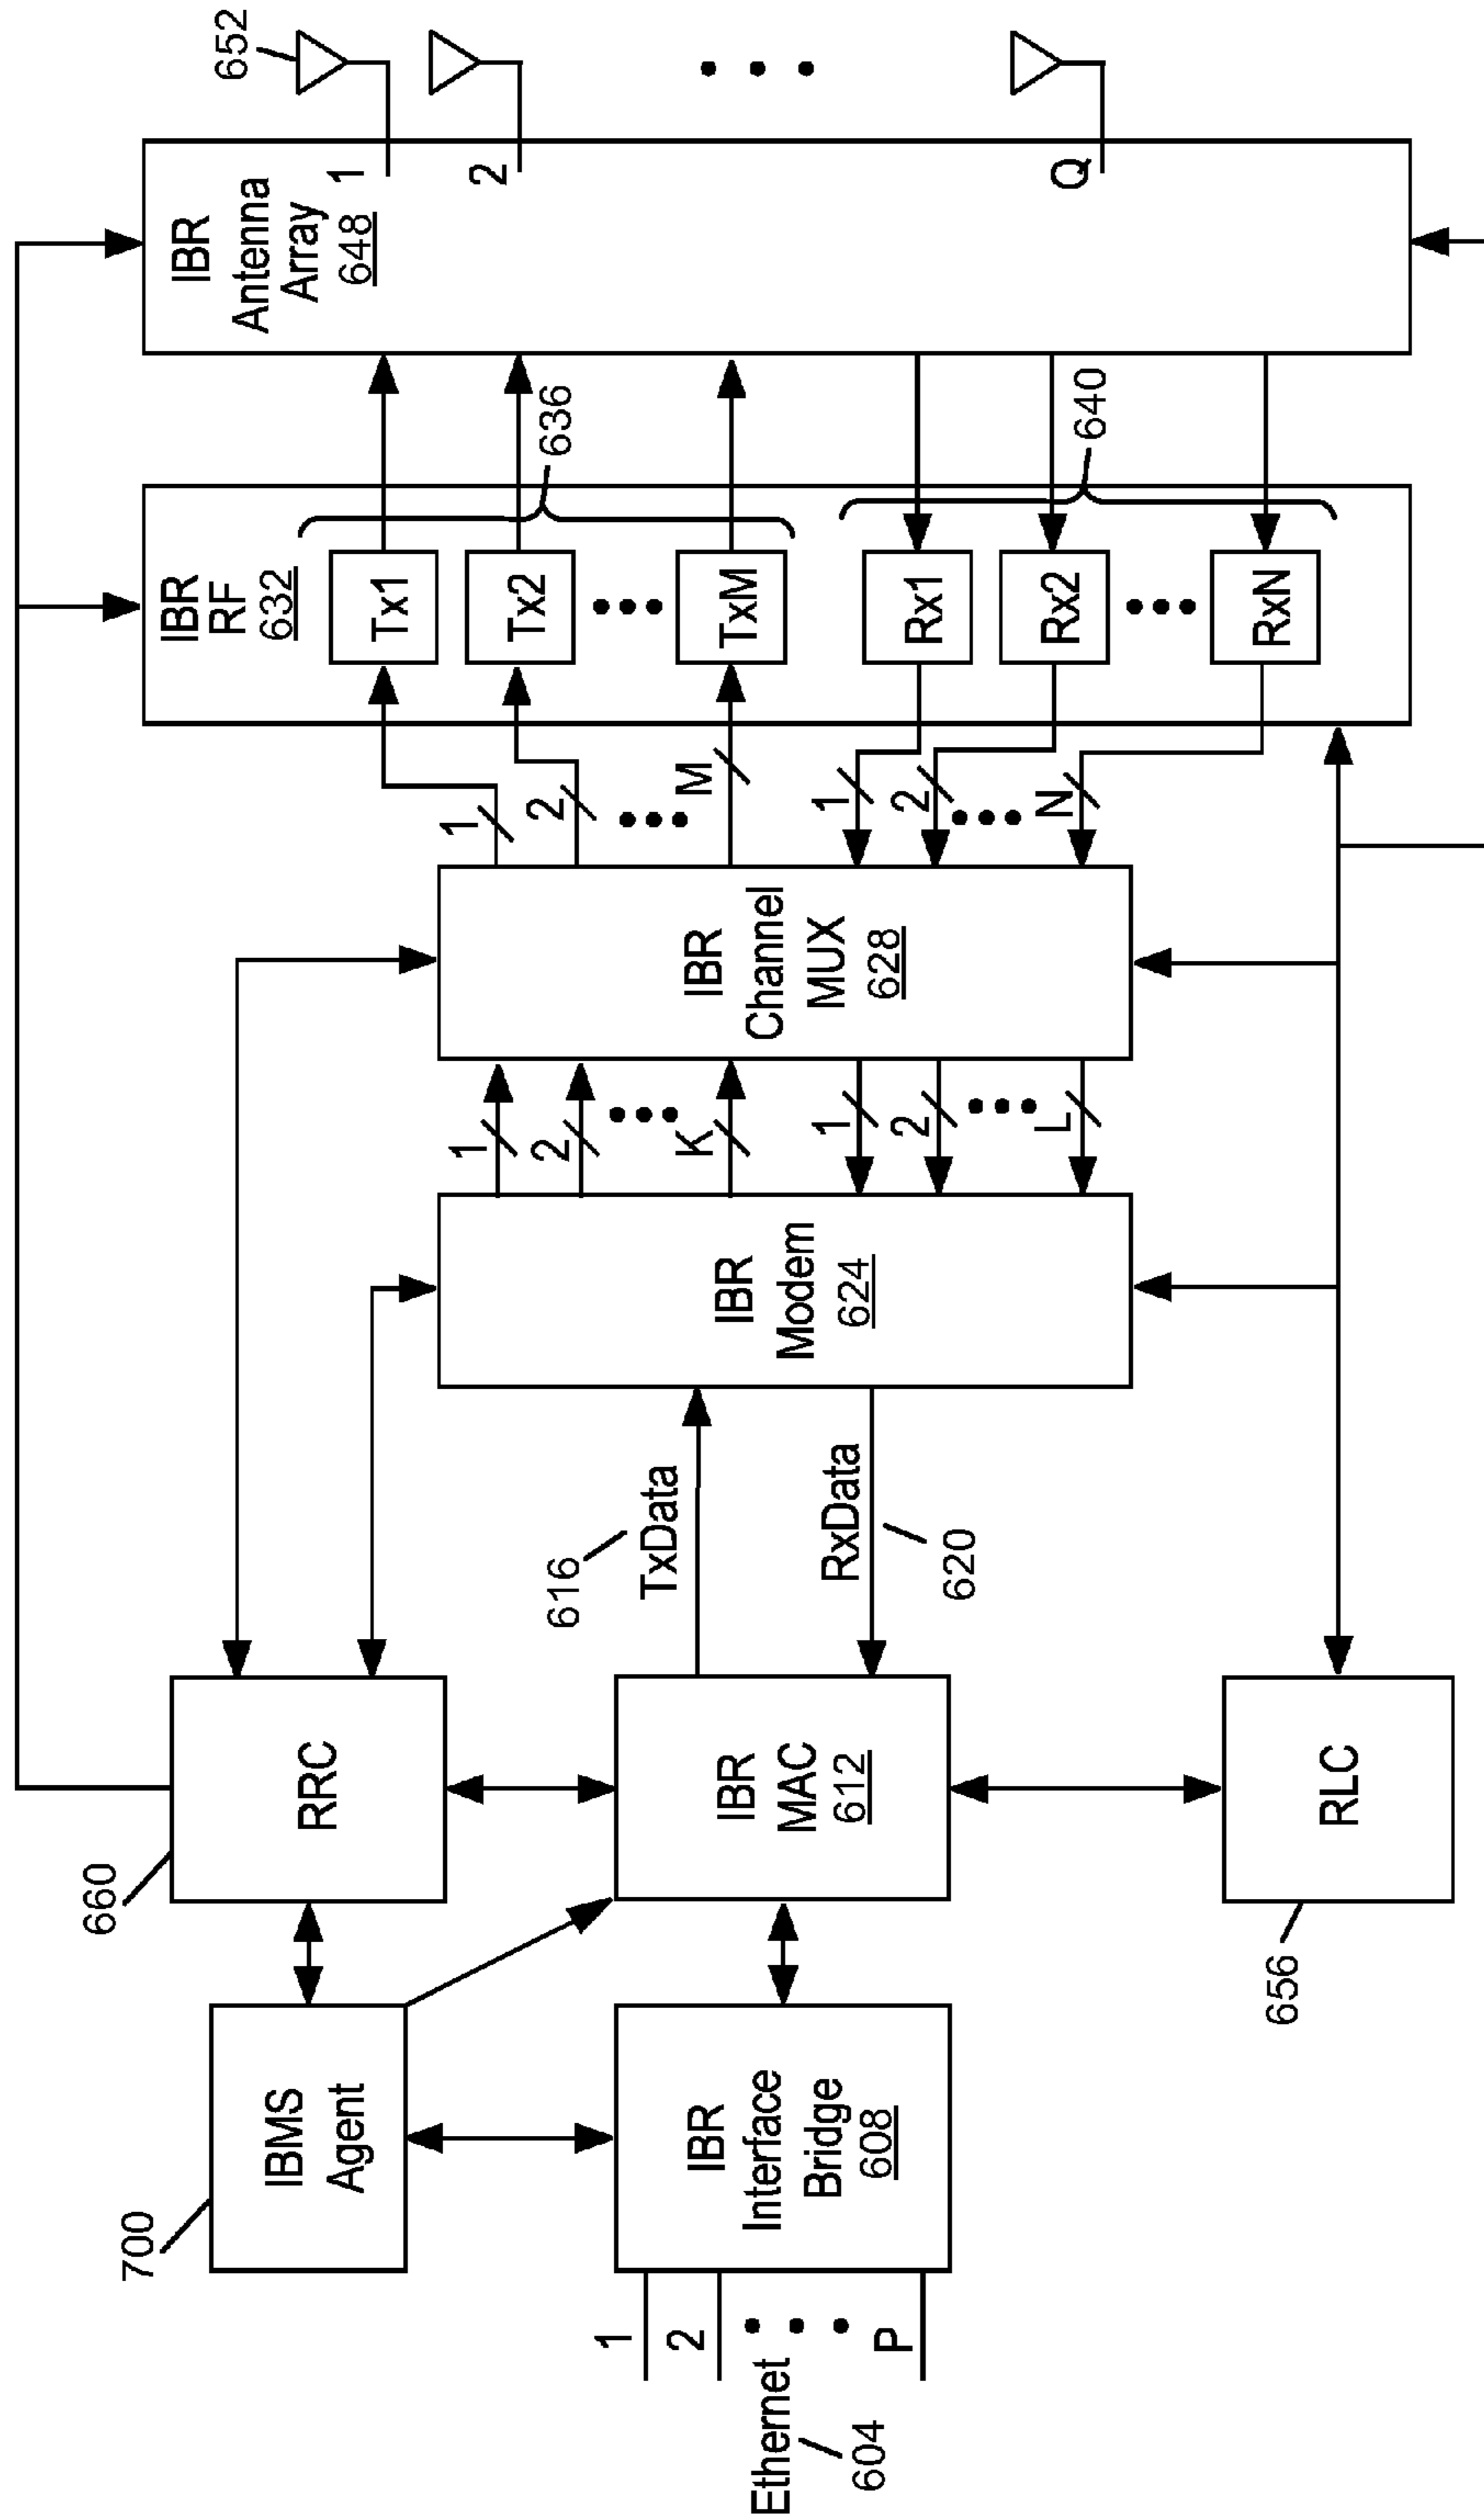 Ethernet
604
1
2
P
700
IBMS
Agent
IBR
Interface
Bridge
608
660
RRC
IBR
MAC
612
RLC
656
616
TxData
RxData
620
IBR
Modem
624
1
2
K
1
2
L
IBR
Channel
MUX
628
1
2
M
1
2
N
IBR
RF
632
Tx1
Tx2
TxM
Rx1
Rx2
RxN
636
640
IBR
Antenna
Array
648
1
2
Q
652